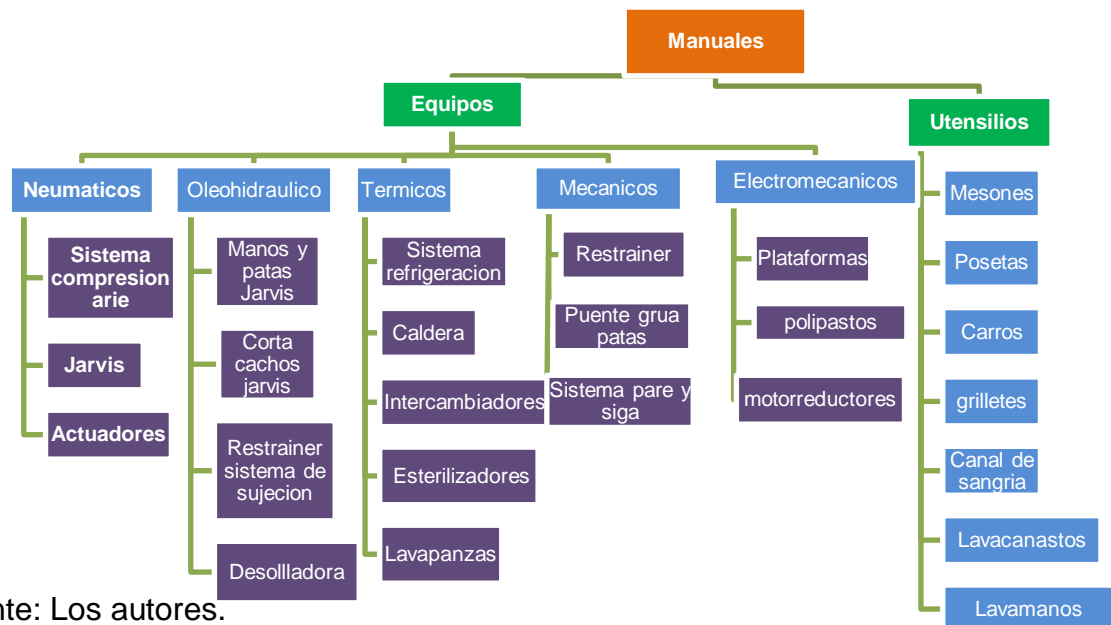 Manuales
Equipos
Utensilios
Neumaticos
Sistema
compresion
arie
Jarvis
Actuadores
Oleohidraulico
Manos y
patas
Jarvis
Corta
cachos
jarvis
Restrainer
sistema de
sujecion
Desollladora
Termicos
Sistema
refrigeracion
Caldera
Intercambiadores
Esterilizadores
Lavapanzas
Mecanicos
Restrainer
Puente grua
patas
Sistema pare y
siga
Electromecanicos
Plataformas
polipastos
motorreductores
Mesones
Posetas
Carros
grilletes
Canal de
sangria
Lavacanastos
Lavamanos
nte: Los autores.